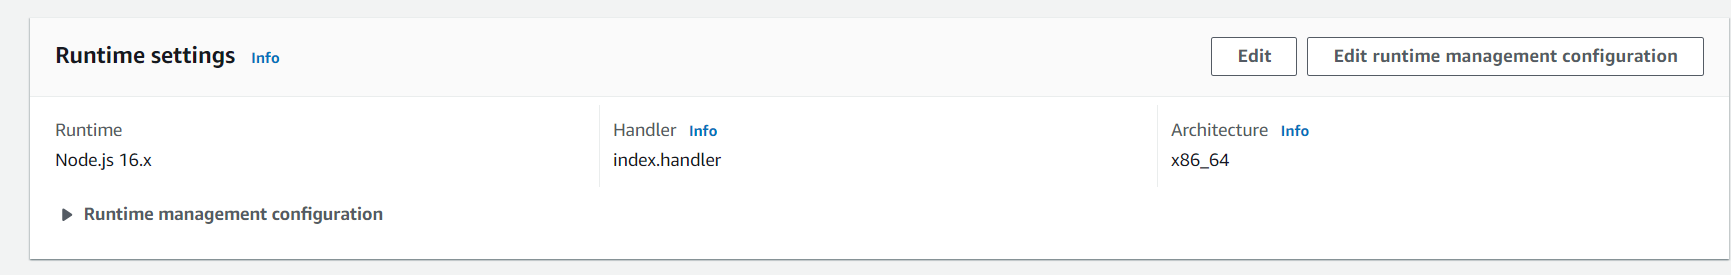 Runtime settings Info
Edit
Edit runtime management configuration
Runtime
Node.js 16.x
Handler Info
index.handler
Architecture Info
x86_64
Runtime management configuration